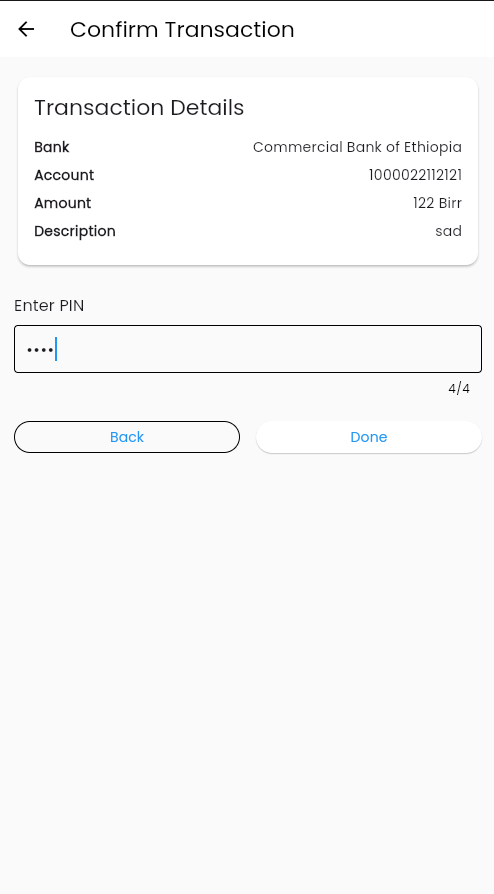 Confirm Transaction
Transaction Details
Bank Commercial Bank of Ethiopia
Account 1000022112121
Amount 122 Birr
Description sad
Enter PIN
••••
4/4
Back Done